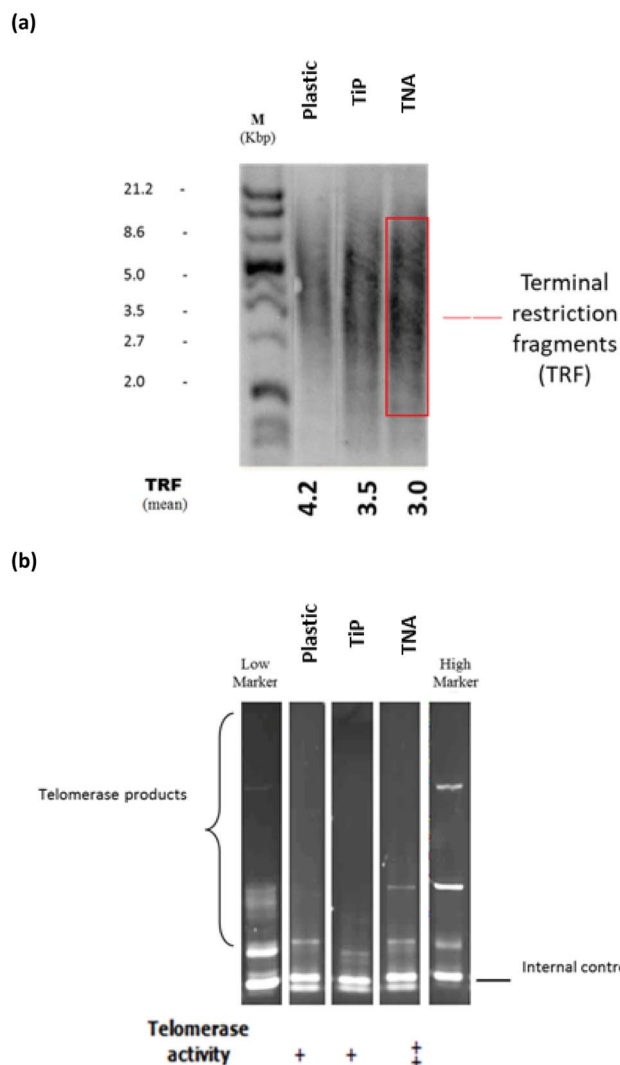 (a)
Plastic
TiP
TNA
M
(Kbp)
21.2 -
8.6 -
5.0 -
3.5 -
2.7 -
2.0 -
Terminal
restriction
fragments
(TRF)
TRF
(mean)
4.2
3.5
3.0
(b)
Plastic
TiP
TNA
Low
Marker
High
Marker
Telomerase products
Internal contro
Telomerase
activity
+
+
++